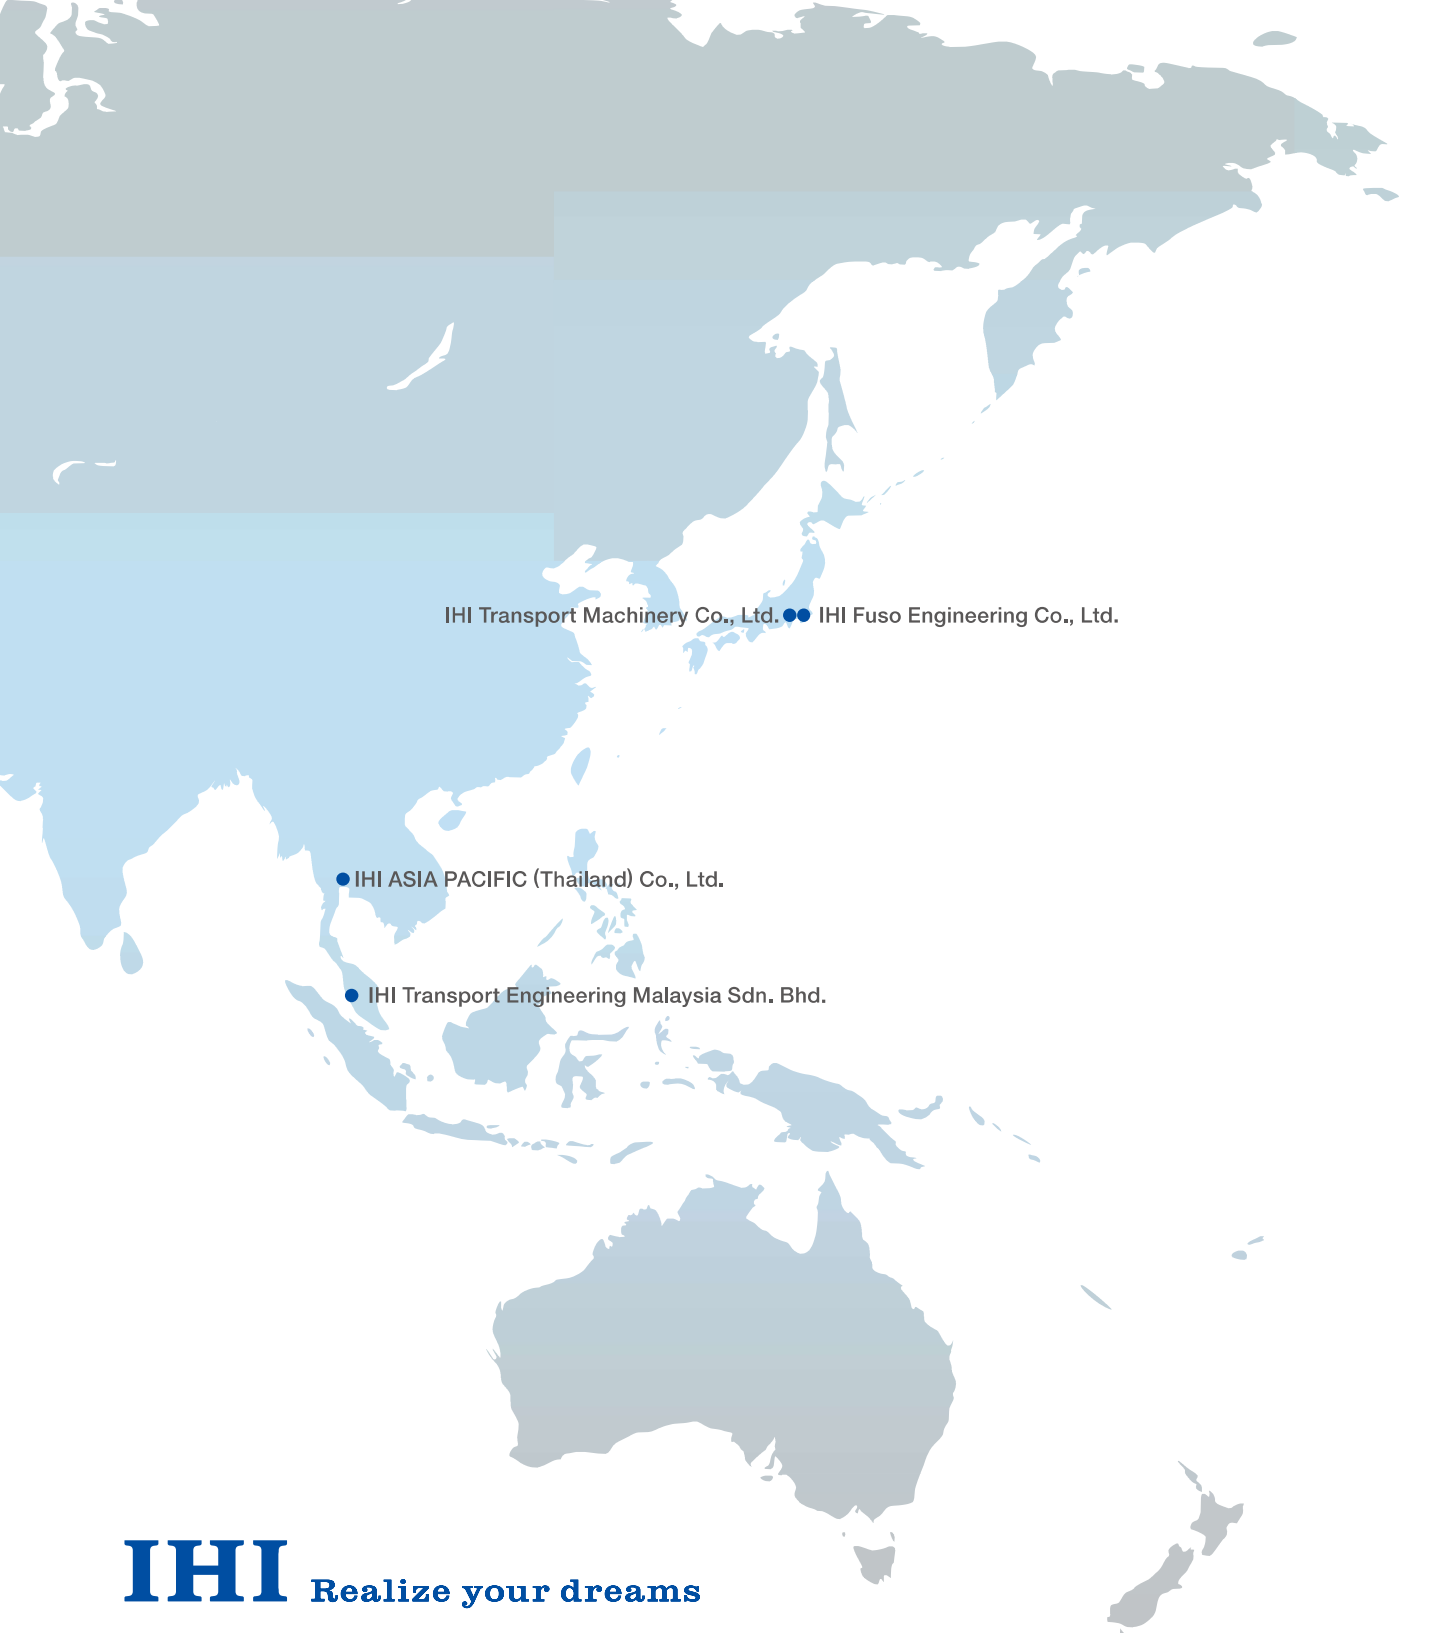 IHI Transport Machinery Co., Ltd.
IHI Fuso Engineering Co., Ltd.
IHI ASIA PACIFIC (Thailand) Co., Ltd.
IHI Transport Engineering Malaysia Sdn. Bhd.
IHI Realize your dreams